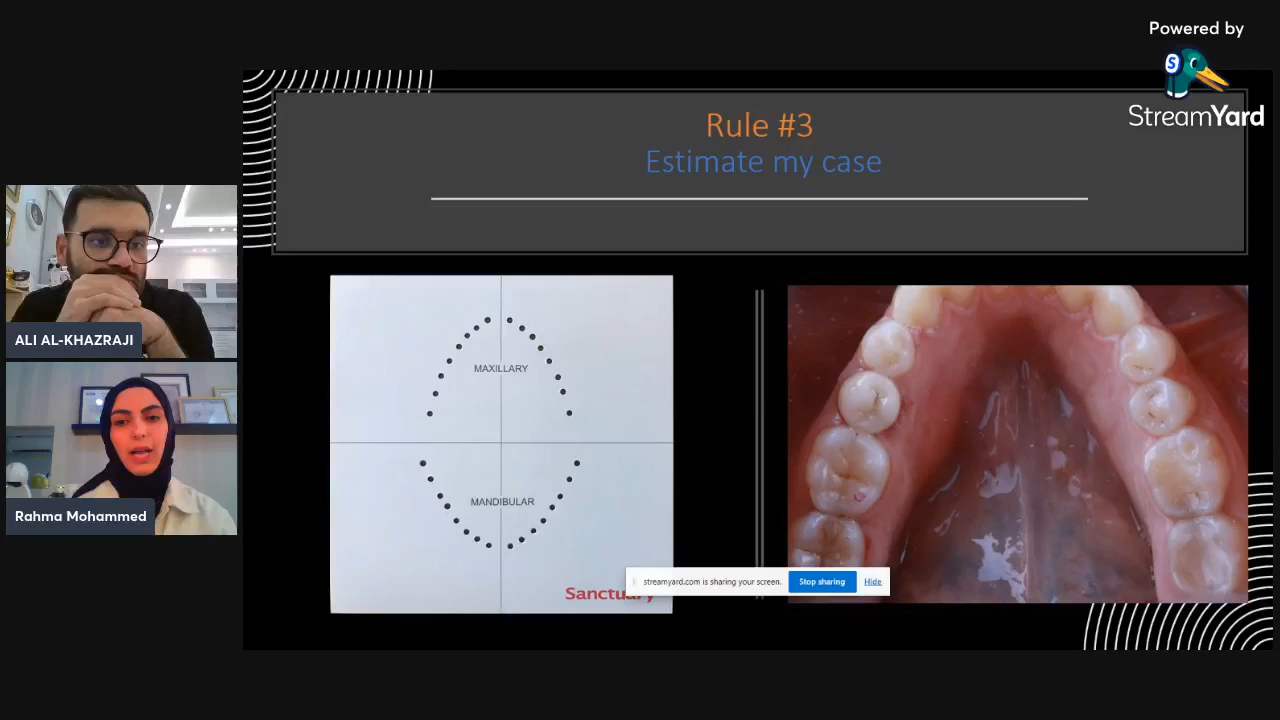 Powered by
StreamYard
Rule #3
Estimate my case
ALI AL-KHAZRAJI
Rahma Mohammed
MAXILLARY
MANDIBULAR
Sanctuary
streamyard.com is sharing your screen.
Stop sharing
Hide